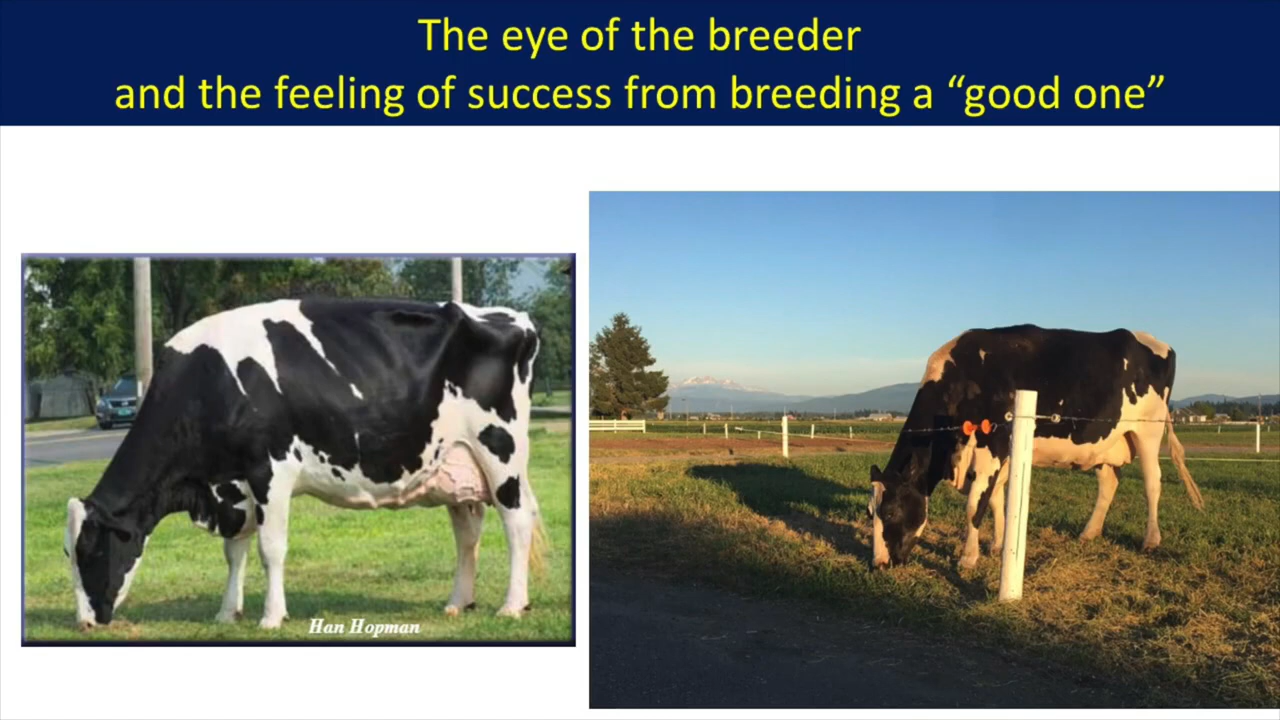 The eye of the breeder
and the feeling of success from breeding a “good one”
Han Hopman